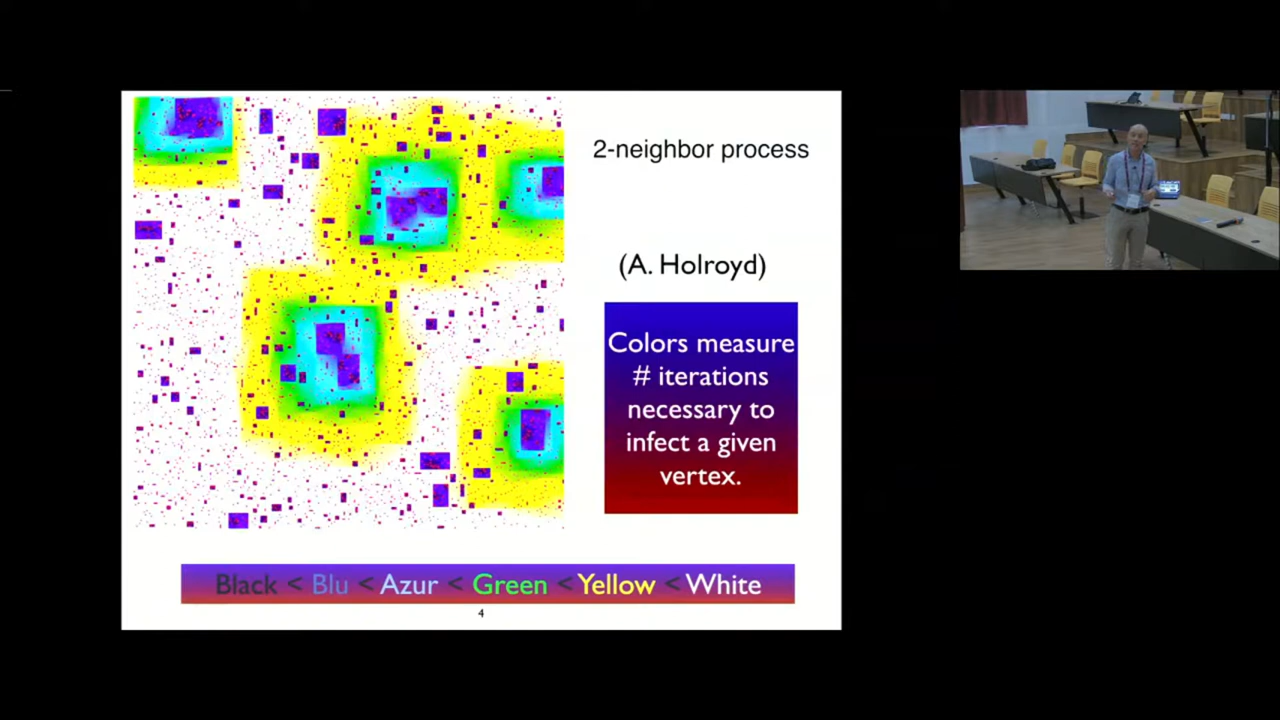 2-neighbor process
(A. Holroyd)
Colors measure
# iterations
necessary to
infect a given
vertex.
Black < Blu < Azur < Green < Yellow < White
4